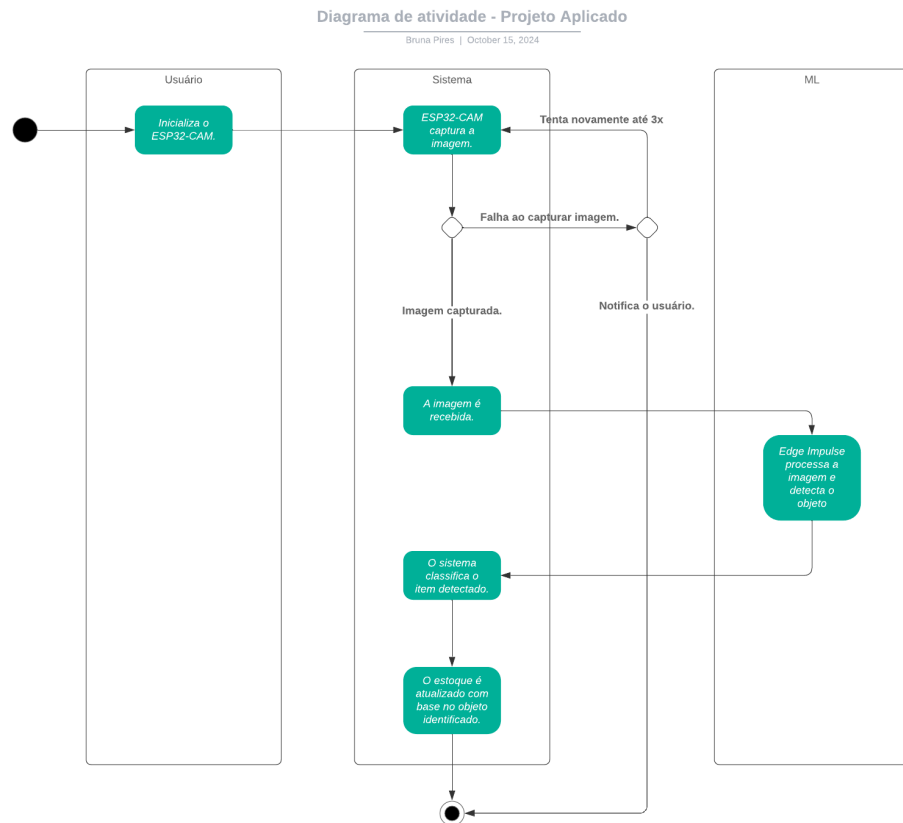 Diagrama de atividade - Projeto Aplicado
Bruna Pires | October 15, 2024
Usuário
Sistema
ML
Inicializa o
ESP32-CAM.
ESP32-CAM
captura a
imagem.
Tenta novamente até 3x
Falha ao capturar imagem.
Imagem capturada.
Notifica o usuário.
A imagem é
recebida.
Edge Impulse
processa a
imagem e
detecta o
objeto
O sistema
classifica o
item detectado.
O estoque é
atualizado com
base no objeto
identificado.